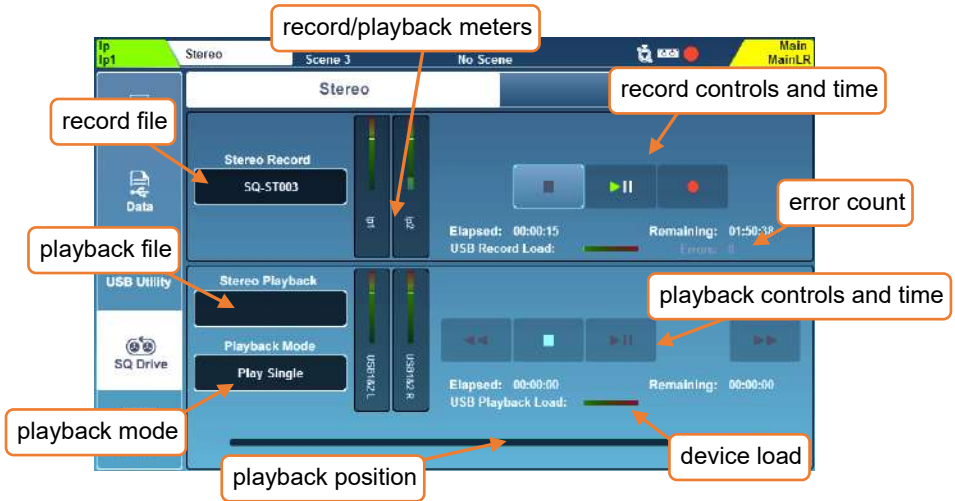 record/playback meters
Ip
Ip1
Stereo
Scene 3
No Scene
Main
MainLR
Stereo
record controls and time
record file
Stereo Record
SQ-ST003
Data
Ip1
Ip2
error count
Elapsed: 00:00:15
Remaining: 01:50:38
USB Record Load:
Errors: 0
playback file
USB Utility
Stereo Playback
playback controls and time
SQ Drive
Playback Mode
Play Single
USB1&2 L
USB1&2 R
Elapsed: 00:00:00
Remaining: 00:00:00
USB Playback Load:
playback mode
device load
playback position